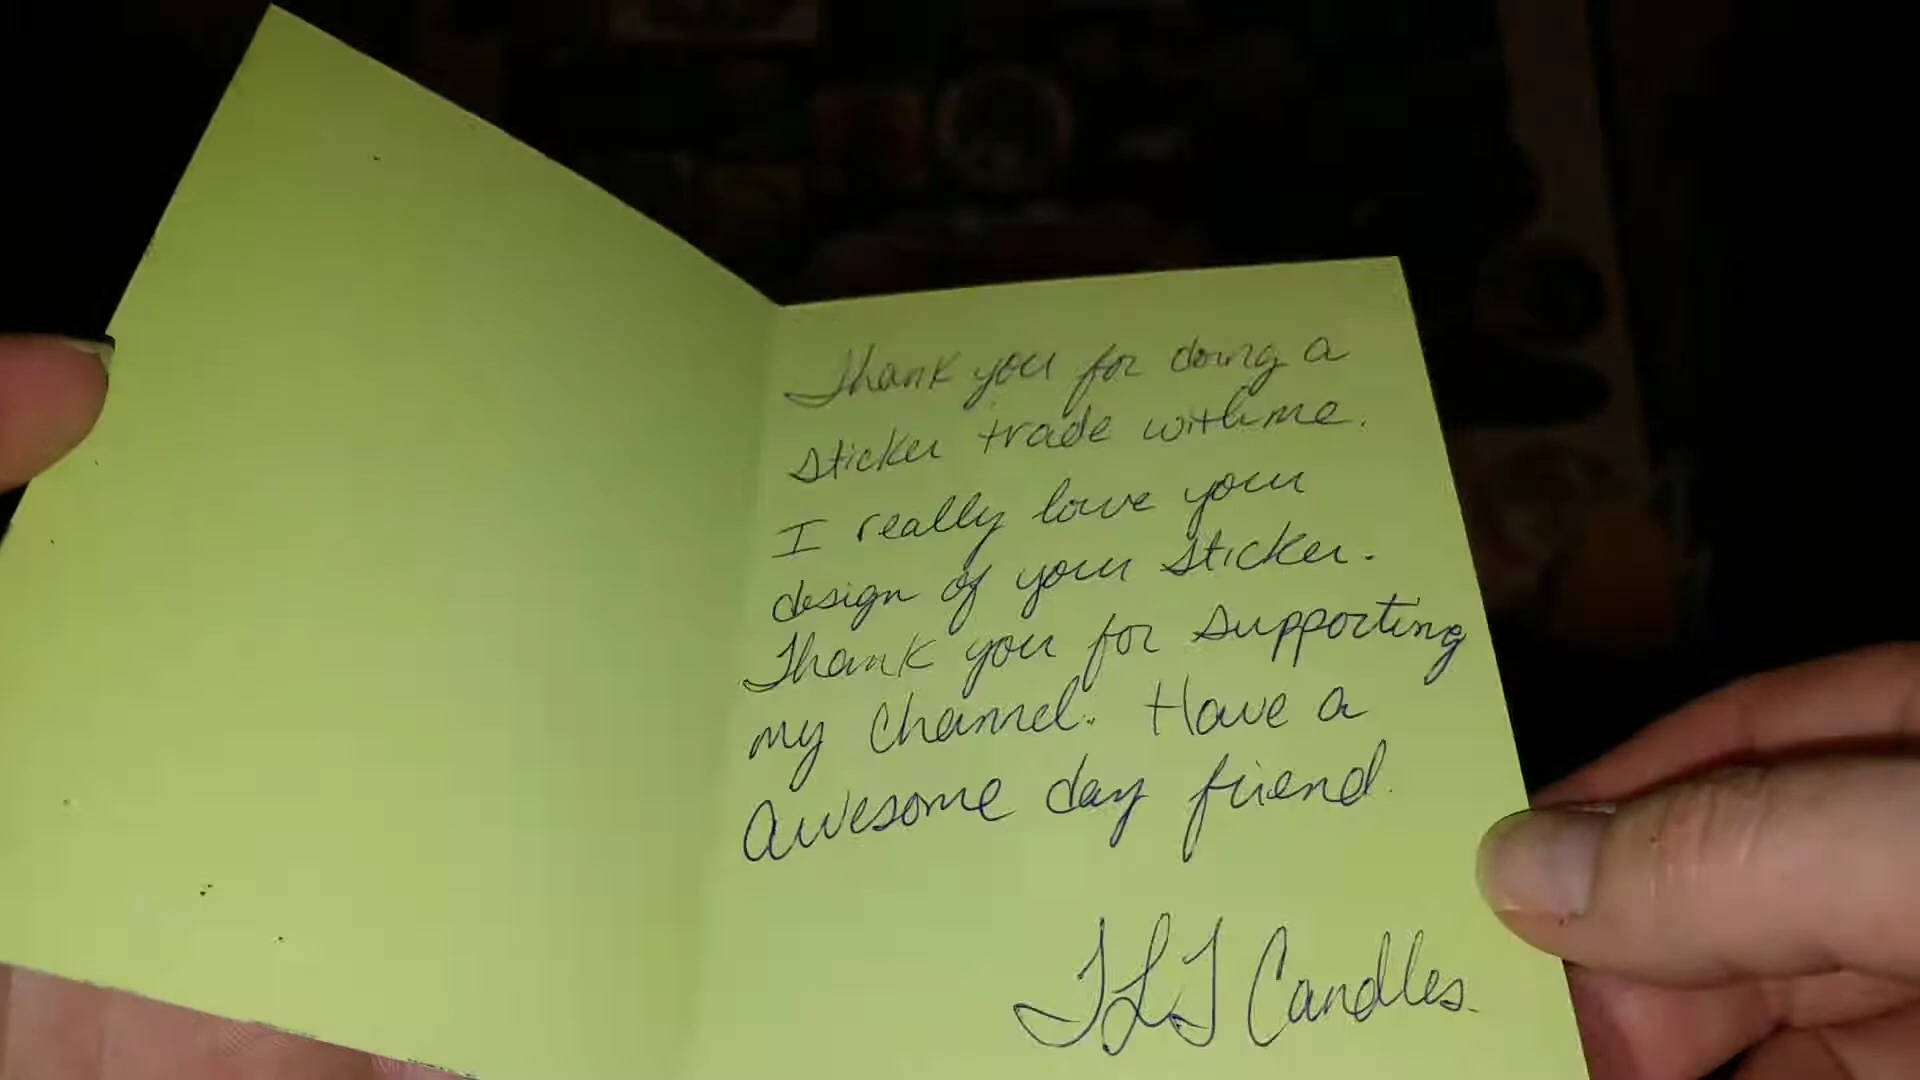 Thank you for doing a
sticker trade with me.
I really love your
design of your sticker.
Thank you for supporting
my channel. Have a
awesome day friend.
TLT Candles.